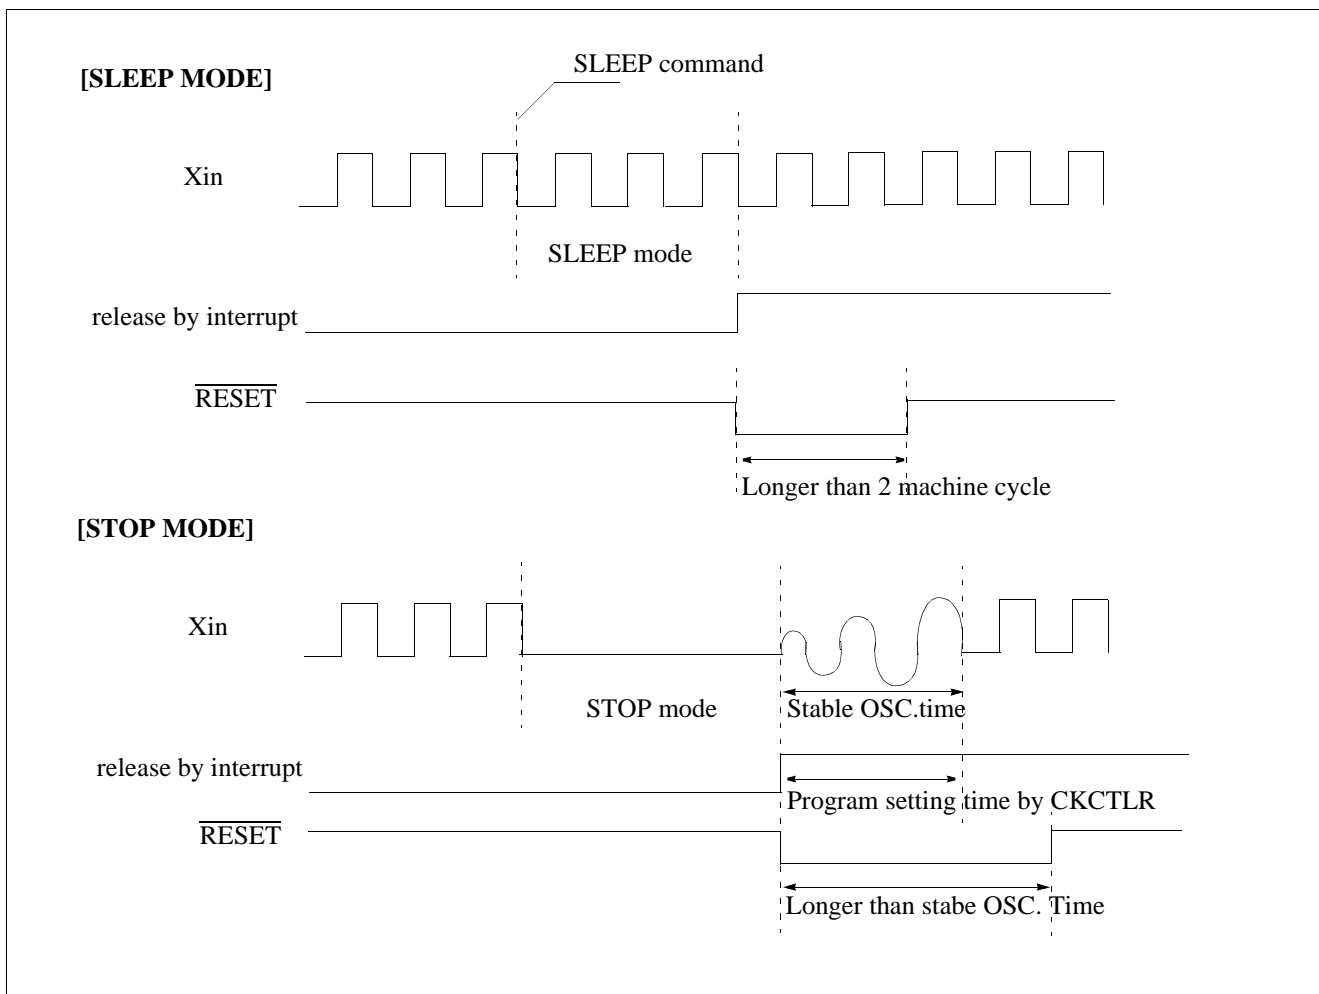 SLEEP command
[SLEEP MODE]
Xin
SLEEP mode
release by interrupt
RESET
Longer than 2 machine cycle
[STOP MODE]
Xin
STOP mode
Stable OSC.time
release by interrupt
Program setting time by CKCTLR
RESET
Longer than stabe OSC. Time